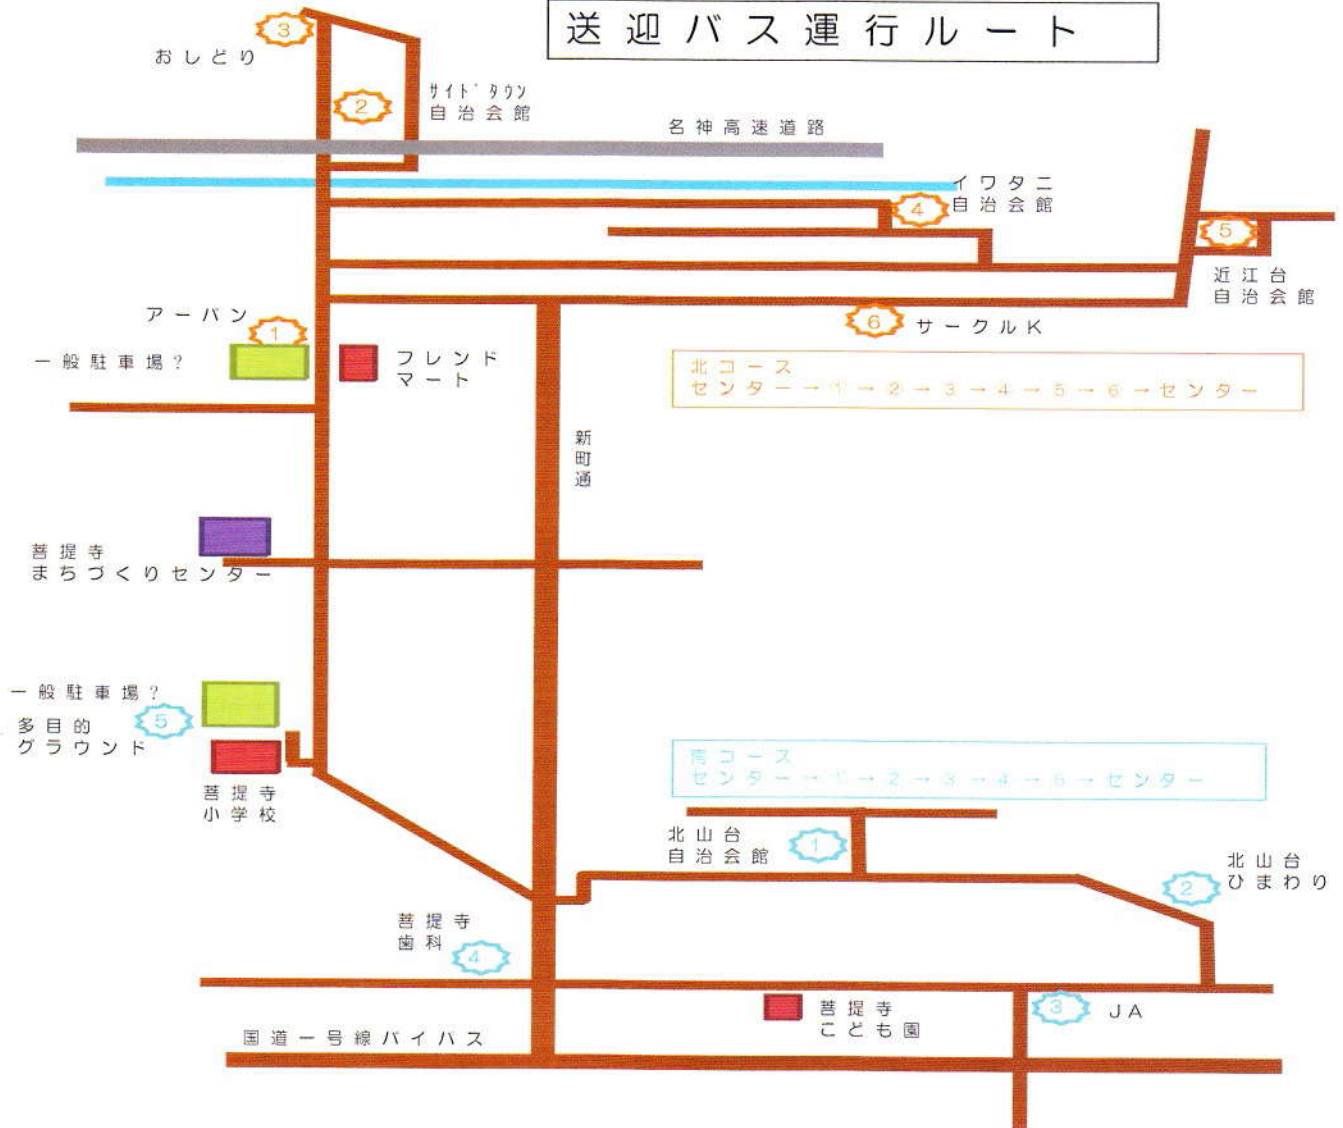 送迎バス運行ルート
③
おしどり
②
サイドタウン
自治会館
名神高速道路
イワタニ
自治会館
④
⑤
近江台
自治会館
アーバン
①
⑥
サークルK
一般駐車場?
フレンド
マート
北コース
センター→①→②→③→④→⑤→⑥→センター
新町通
菩提寺
まちづくりセンター
一般駐車場?
⑤
多目的
グラウンド
菩提寺
小学校
南コース
センター→①→②→③→④→⑤→センター
北山台
自治会館
①
北山台
ひまわり
②
菩提寺
歯科
④
菩提寺
こども園
③
JA
国道一号線バイパス